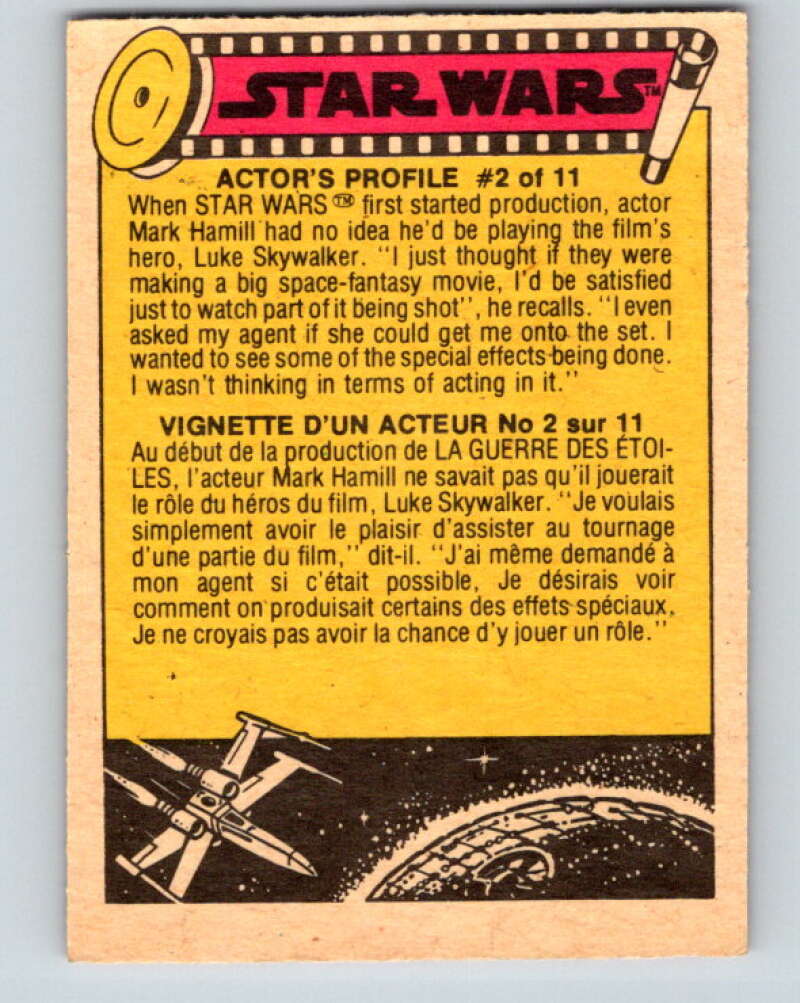 STAR WARS™
ACTOR'S PROFILE #2 of 11
When STAR WARS™ first started production, actor
Mark Hamill had no idea he'd be playing the film's
hero, Luke Skywalker. "I just thought if they were
making a big space-fantasy movie, I'd be satisfied
just to watch part of it being shot", he recalls. "I even
asked my agent if she could get me onto the set. I
wanted to see some of the special effects being done.
I wasn't thinking in terms of acting in it."
VIGNETTE D'UN ACTEUR No 2 sur 11
Au début de la production de LA GUERRE DES ÉTOI-
LES, l'acteur Mark Hamill ne savait pas qu'il jouerait
le rôle du héros du film, Luke Skywalker. "Je voulais
simplement avoir le plaisir d'assister au tournage
d'une partie du film," dit-il. "J'ai même demandé à
mon agent si c'était possible, Je désirais voir
comment on produisait certains des effets spéciaux.
Je ne croyais pas avoir la chance d'y jouer un rôle."